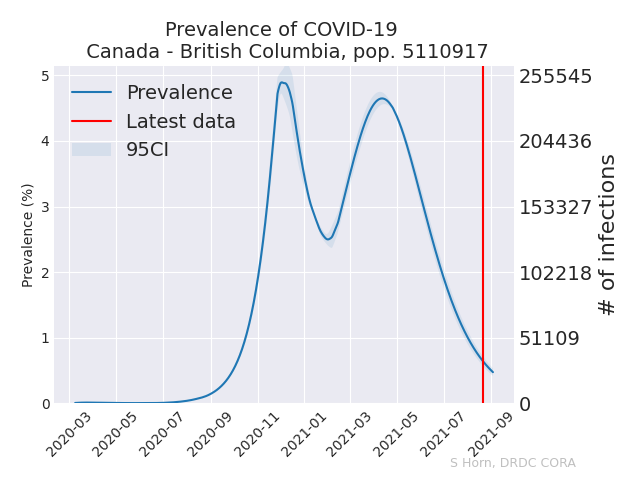 Prevalence of COVID-19
Canada - British Columbia, pop. 5110917
Prevalence
Latest data
95CI
Prevalence (%)
5
4
3
2
1
0
255545
204436
153327
102218
51109
0
# of infections
2020-03
2020-05
2020-07
2020-09
2020-11
2021-01
2021-03
2021-05
2021-07
2021-09
S Horn, DRDC CORA